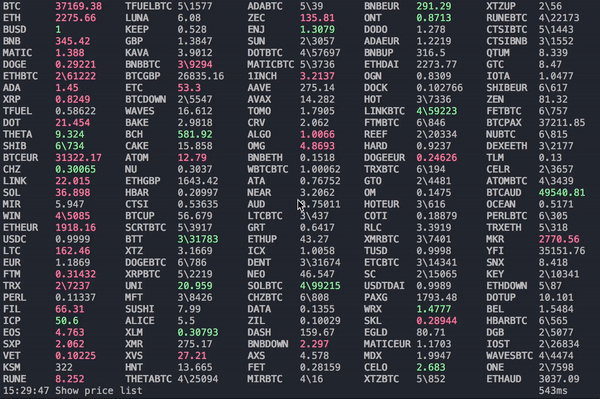 BTC 37169.38 TFUELBTC 5\1577 ADABTC 5\39 BNBEUR 291.29 XTZUP 2\56
ETH 2275.66 LUNA 6.08 ZEC 135.81 ONT 0.8713 RUNEBTC 4\22173
BUSD 1 KEEP 0.528 ENJ 1.3079 DODO 1.278 CTSIBTC 5\1443
BNB 345.42 GBP 1.384 SUN 2\3057 ADAEUR 1.2219 CTSIBNB 3\1552
MATIC 1.388 KAVA 3.9812 DOTBTC 4\57697 BNBUP 316.5 QTUM 8.339
DOGE 0.29221 BNBBTC 3\9294 MATICBTC 5\3736 ETHDAI 2273.77 GTC 8.47
ETHBTC 2\61222 BTCGBP 26835.16 1INCH 3.2137 OGN 0.8309 IOTA 1.0477
ADA 1.45 ETC 53.3 AAVE 275.14 DOCK 0.102766 SHIBEUR 6\617
XRP 0.8249 BTCDOWN 2\5547 AVAX 14.282 HOT 3\7336 ZEN 81.32
TFUEL 0.58622 WAVES 16.612 TOMO 1.7905 LINKBTC 4\59223 FETBTC 6\757
DOT 21.454 BAKE 2.9818 CRV 2.062 FTMBTC 6\846 BTCPAX 37211.85
THETA 9.324 BCH 581.92 ALGO 1.0066 REEF 2\20334 NUBTC 6\815
SHIB 6\734 CAKE 15.858 OMG 4.8693 HARD 0.9237 DEXEETH 3\2177
BTCEUR 31322.17 ATOM 12.79 BNBETH 0.1518 DOGEEUR 0.24626 TLM 0.13
CHZ 0.30065 NU 0.3037 WBTCBTC 1.00062 TRXBTC 6\194 CELR 2\3657
LINK 22.015 ETHGBP 1643.42 ATA 0.76752 GTO 2\4481 ATOMBTC 4\3439
SOL 36.898 HBAR 0.20997 NEAR 3.2062 OM 0.1475 BTCAUD 49540.81
MIR 5.947 CTSI 0.53635 AUD .75011 HOTEUR 3\616 OCEAN 0.5171
WIN 4\5085 BTCUP 56.679 LTCBTC 3\437 COTI 0.18879 PERLBTC 6\305
ETHEUR 1918.16 SCRTBTC 5\3917 GRT 0.6417 RLC 3.3919 TRXETH 5\318
USDC 0.9999 BTT 3\31783 ETHUP 43.27 XMRBTC 3\7401 MKR 2770.56
LTC 162.46 XTZ 3.1669 ICX 1.0058 TUSD 0.9998 YFI 35151.76
EUR 1.1869 DOGEBTC 6\786 DENT 3\31674 ETCBTC 3\14341 EUREUR 5\15828
FTM 0.31432 XRPBTC 5\2219 NEO 46.547 SC 2\15065 KEY 2\10341
TRX 2\7237 UNI 20.959 SOLBTC 4\99215 USDTDAI 0.9989 ETHDOWN 5\87
PERL 0.11337 MFT 3\8426 CHZBTC 6\808 PAXG 1793.48 DOTUP 10.101
FIL 66.31 SUSHI 7.99 DATA 0.1355 WRX 1.4777 BEL 1.5484
ICP 50.6 ALICE 5.5 ZIL 0.10029 SKL 0.28944 HBARBTC 6\565
EOS 4.763 XLM 0.30793 DASH 159.67 EGLD 80.71 DGB 2\5077
SXP 2.062 XMR 275.17 BNBDOWN 2.297 MATICEUR 1.1703 IOST 2\26834
VET 0.10225 XVS 27.21 AXS 4.578 MDX 1.9947 WAVESBTC 4\4474
KSM 322 HNT 13.665 FET 0.28159 CELO 2.683 ONE 2\7598
RUNE 8.252 THETABTC 4\25094 MIRBTC 4\16 XTZBTC 5\852 ETHAUD 3037.09
15:29:47 Show price list 543ms